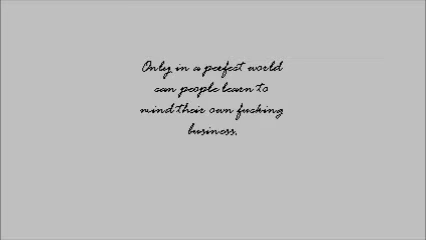 Only in a perfect world
can people learn to
mind their own fucking
business.